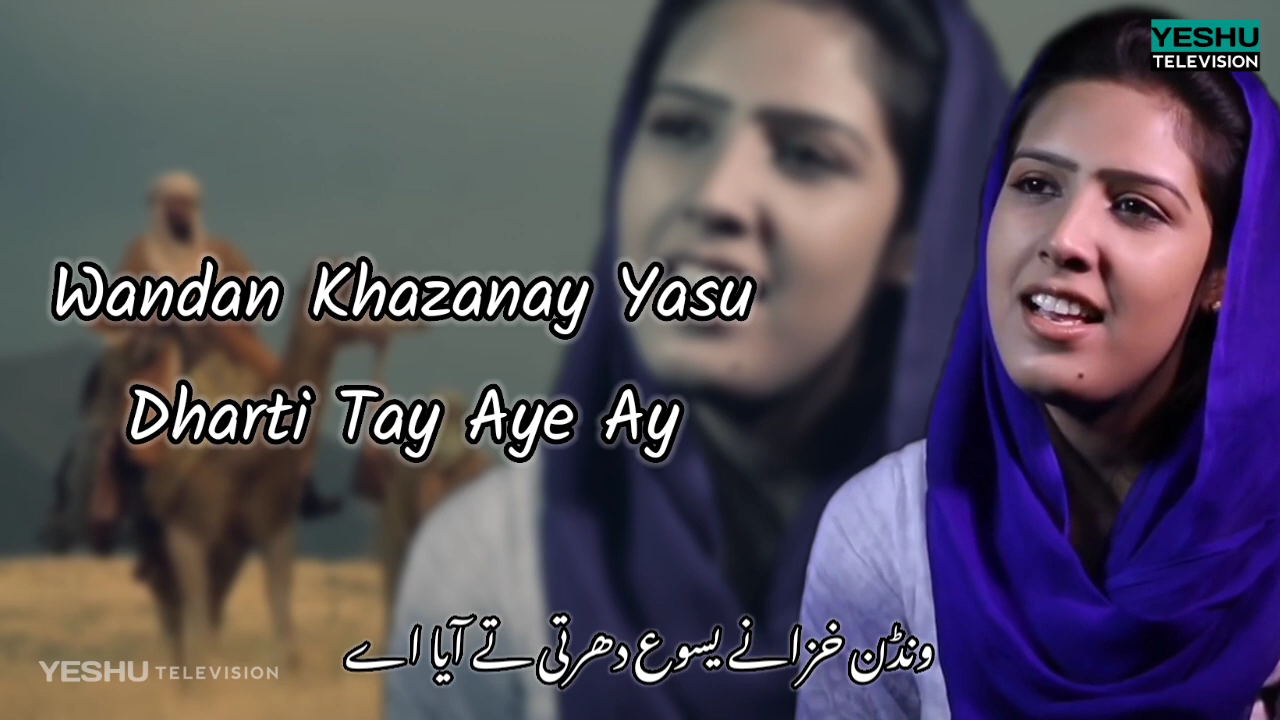 YESHU
TELEVISION
Wandan Khazanay Yasu
Dharti Tay Aye Ay
ونڈن خزانے یسوع دھرتی تے آیا اے
YESHU TELEVISION